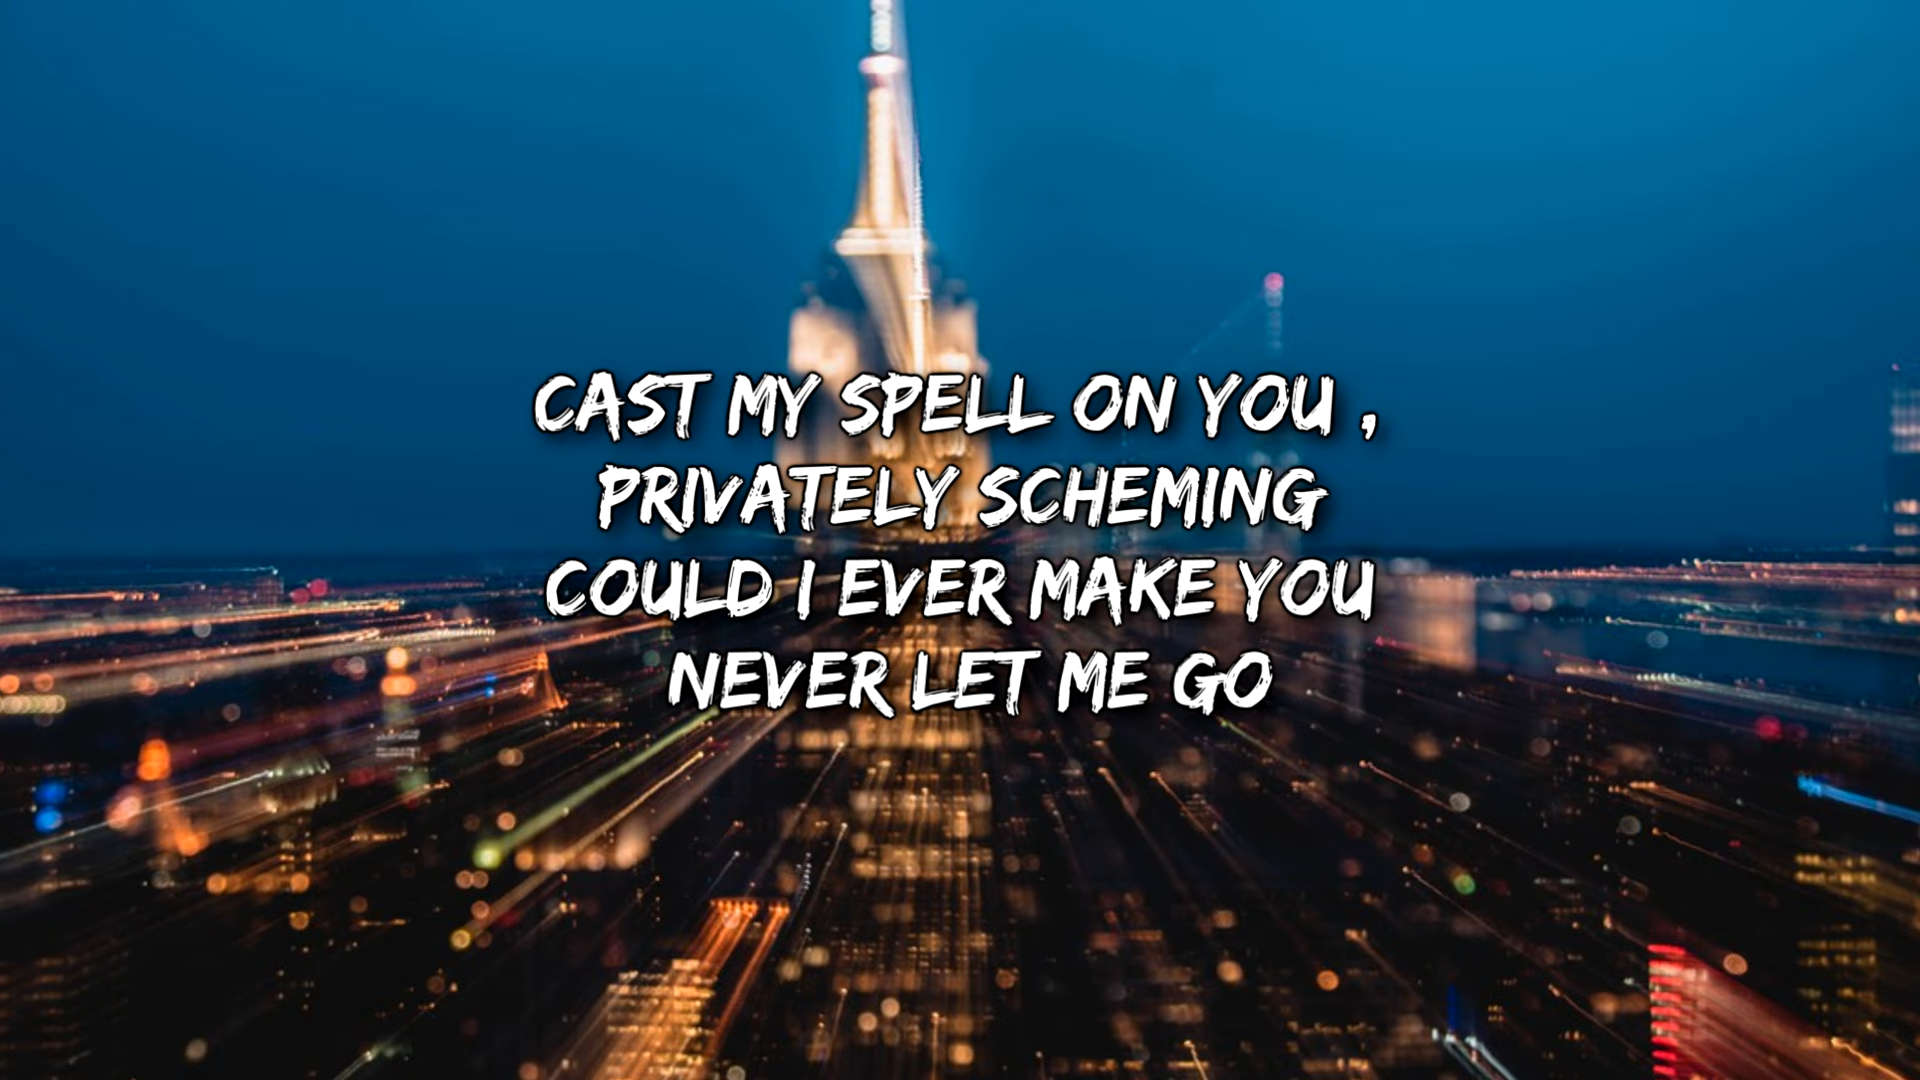 CAST MY SPELL ON YOU ,
PRIVATELY SCHEMING
COULD I EVER MAKE YOU
NEVER LET ME GO